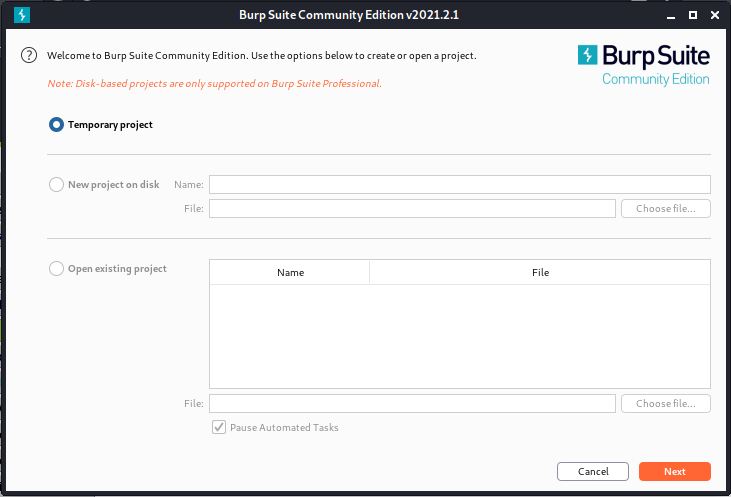 Burp Suite Community Edition v2021.2.1
Welcome to Burp Suite Community Edition. Use the options below to create or open a project.
Note: Disk-based projects are only supported on Burp Suite Professional.
Burp Suite
Community Edition
Temporary project
New project on disk Name:
File: Choose file...
Open existing project
Name File
File: Choose file...
Pause Automated Tasks
Cancel Next